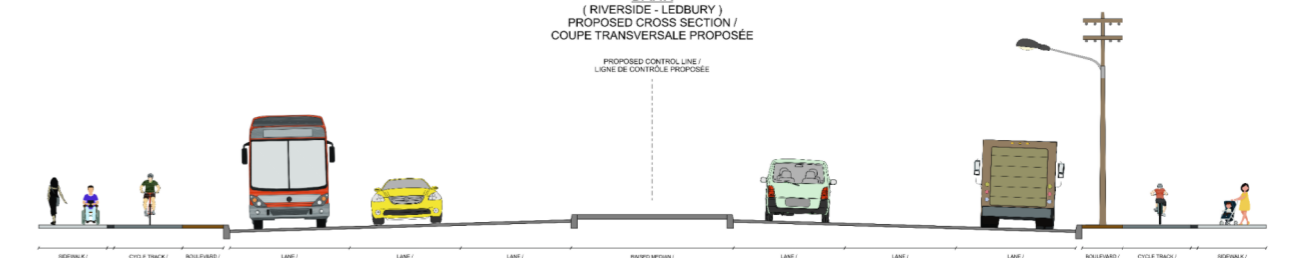 ( RIVERSIDE - LEDBURY )
PROPOSED CROSS SECTION /
COUPE TRANSVERSALE PROPOSÉE
PROPOSED CONTROL LINE /
LIGNE DE CONTRÔLE PROPOSÉE
SIDEWALK / CYCLE TRACK / BOULEVARD / LANE / LANE / LANE / RAISED MEDIAN / LANE / LANE / LANE / BOULEVARD / CYCLE TRACK / SIDEWALK /